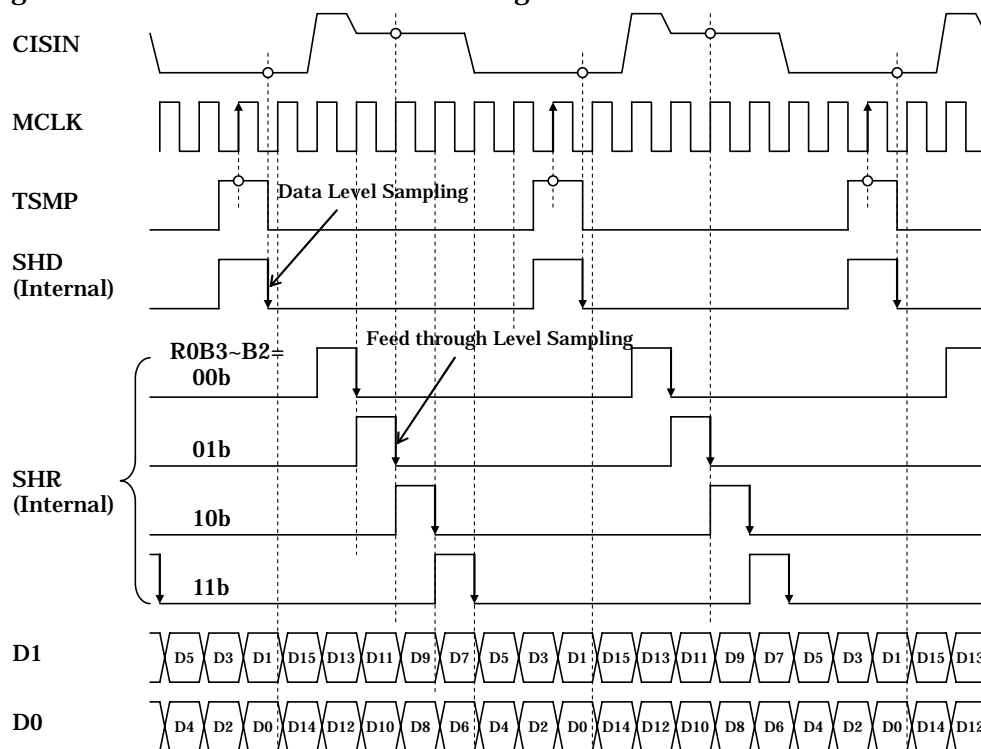 CISIN
MCLK
TSMP
Data Level Sampling
SHD
(Internal)
R0B3~B2=
Feed through Level Sampling
00b
01b
SHR
(Internal)
10b
11b
D1
D5 D3 D1 D15 D13 D11 D9 D7 D5 D3 D1 D15 D13 D11 D9 D7 D5 D3 D1 D15 D13
D0
D4 D2 D0 D14 D12 D10 D8 D6 D4 D2 D0 D14 D12 D10 D8 D6 D4 D2 D0 D14 D12